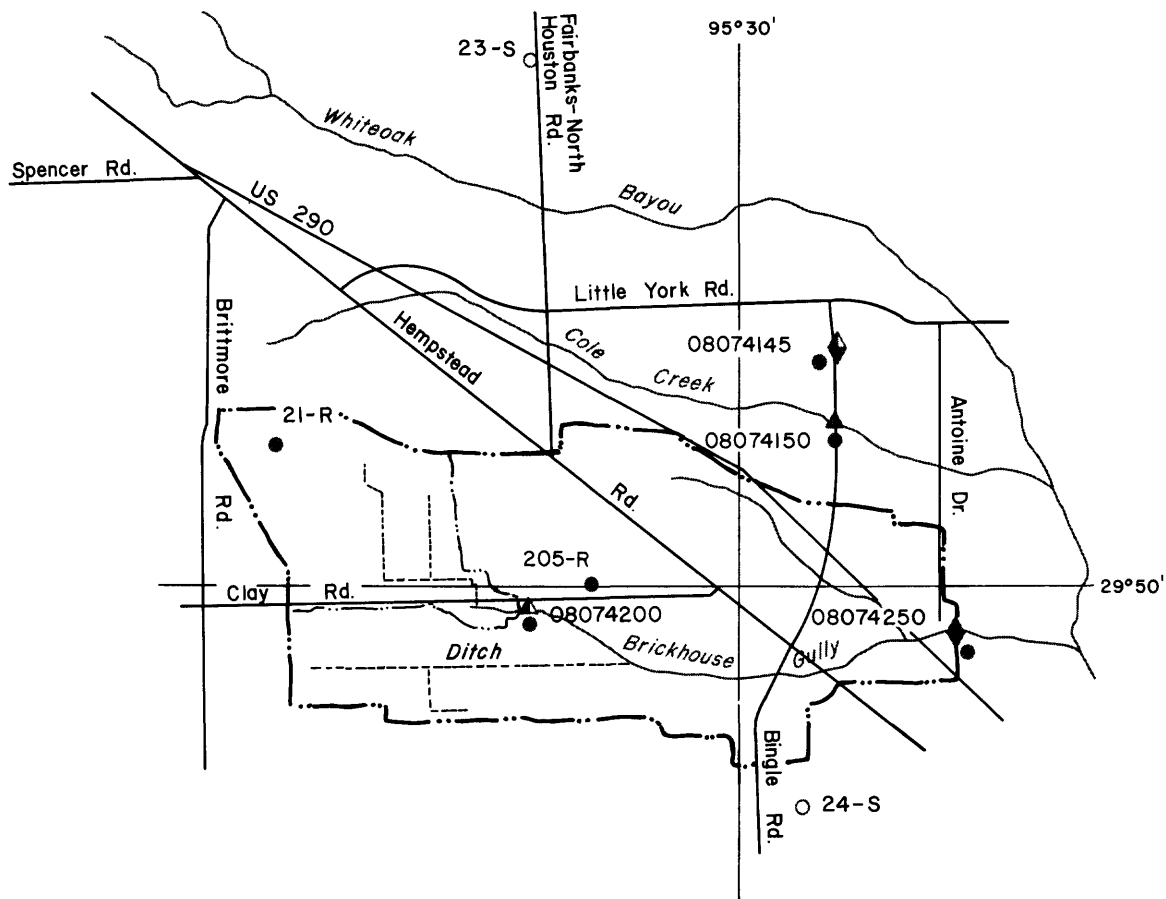 95°30'
23-S
Fairbanks-North
Houston Rd.
Whiteoak
Bayou
Spencer Rd.
US 290
Little York Rd.
Brittmore Rd.
Hempstead Rd.
Cole Creek
08074145
Antoine Dr.
21-R
08074150
205-R
29°50'
Clay Rd.
08074200
08074250
Ditch
Brickhouse Gully
Bingle Rd.
24-S